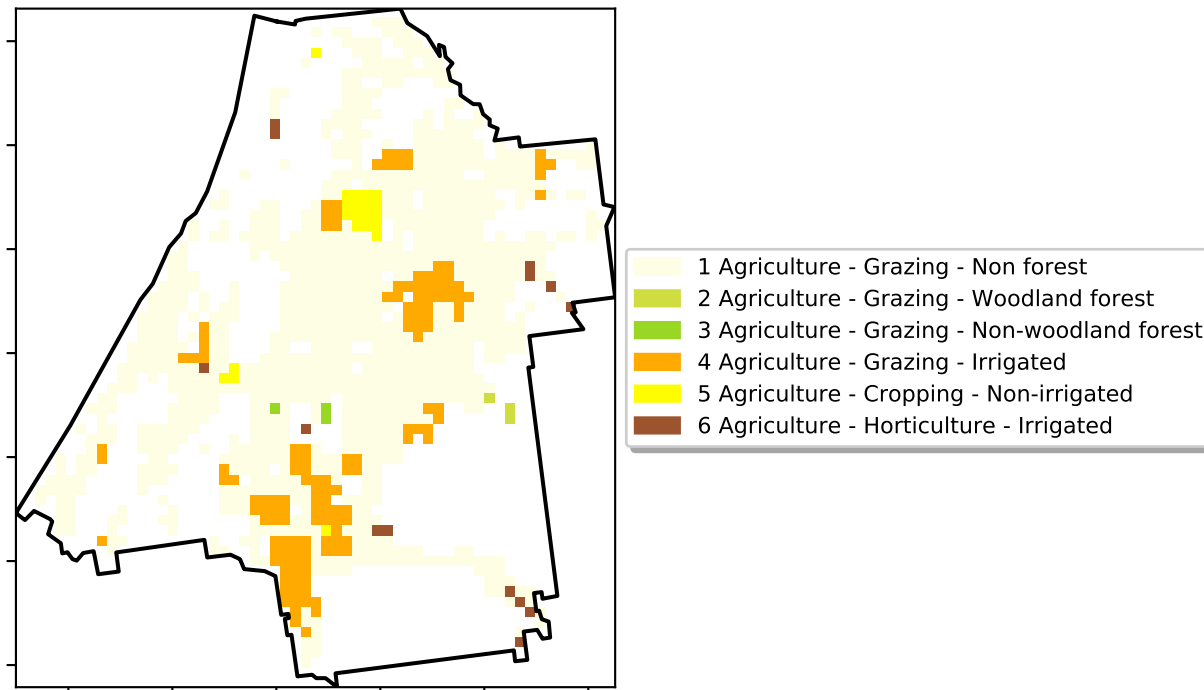 1 Agriculture - Grazing - Non forest
2 Agriculture - Grazing - Woodland forest
3 Agriculture - Grazing - Non-woodland forest
4 Agriculture - Grazing - Irrigated
5 Agriculture - Cropping - Non-irrigated
6 Agriculture - Horticulture - Irrigated